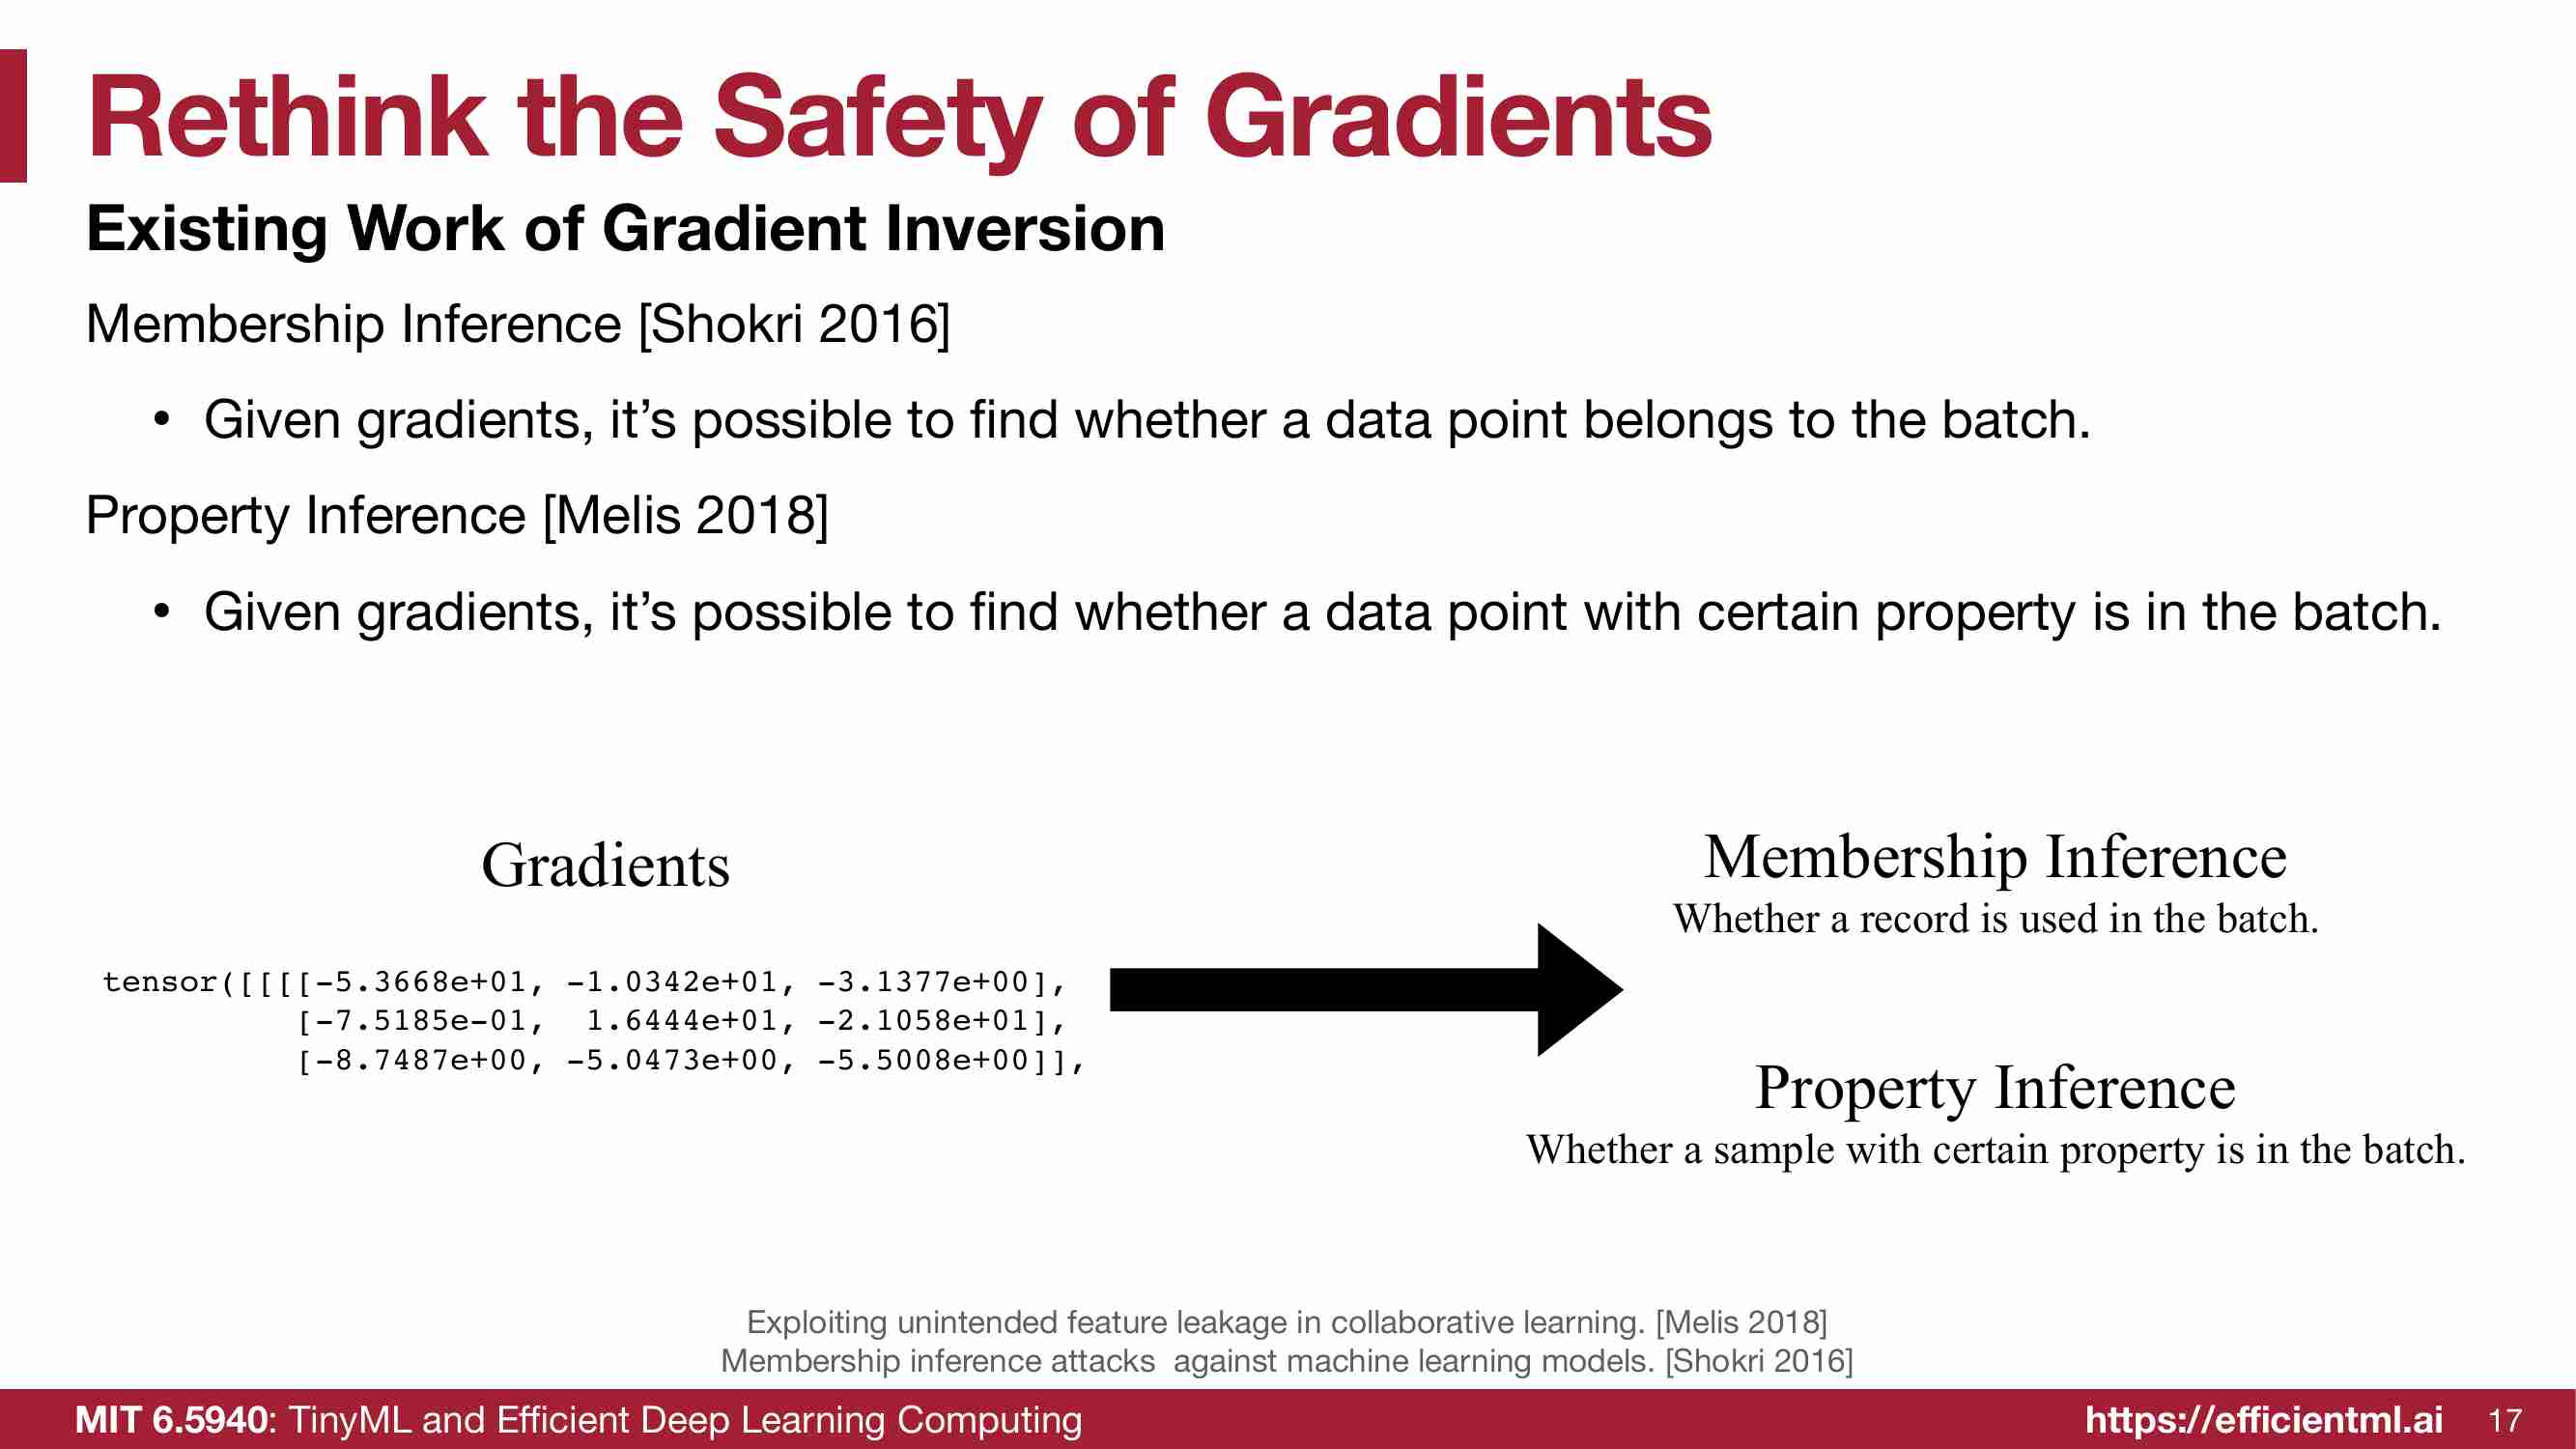 Rethink the Safety of Gradients
Existing Work of Gradient Inversion
Membership Inference [Shokri 2016]
• Given gradients, it’s possible to find whether a data point belongs to the batch.
Property Inference [Melis 2018]
• Given gradients, it’s possible to find whether a data point with certain property is in the batch.
Gradients
tensor([[[[-5.3668e+01, -1.0342e+01, -3.1377e+00],
[-7.5185e-01,  1.6444e+01, -2.1058e+01],
[-8.7487e+00, -5.0473e+00, -5.5008e+00]],
Membership Inference
Whether a record is used in the batch.
Property Inference
Whether a sample with certain property is in the batch.
Exploiting unintended feature leakage in collaborative learning. [Melis 2018]
Membership inference attacks  against machine learning models. [Shokri 2016]
MIT 6.5940: TinyML and Efficient Deep Learning Computing
https://efficientml.ai 17